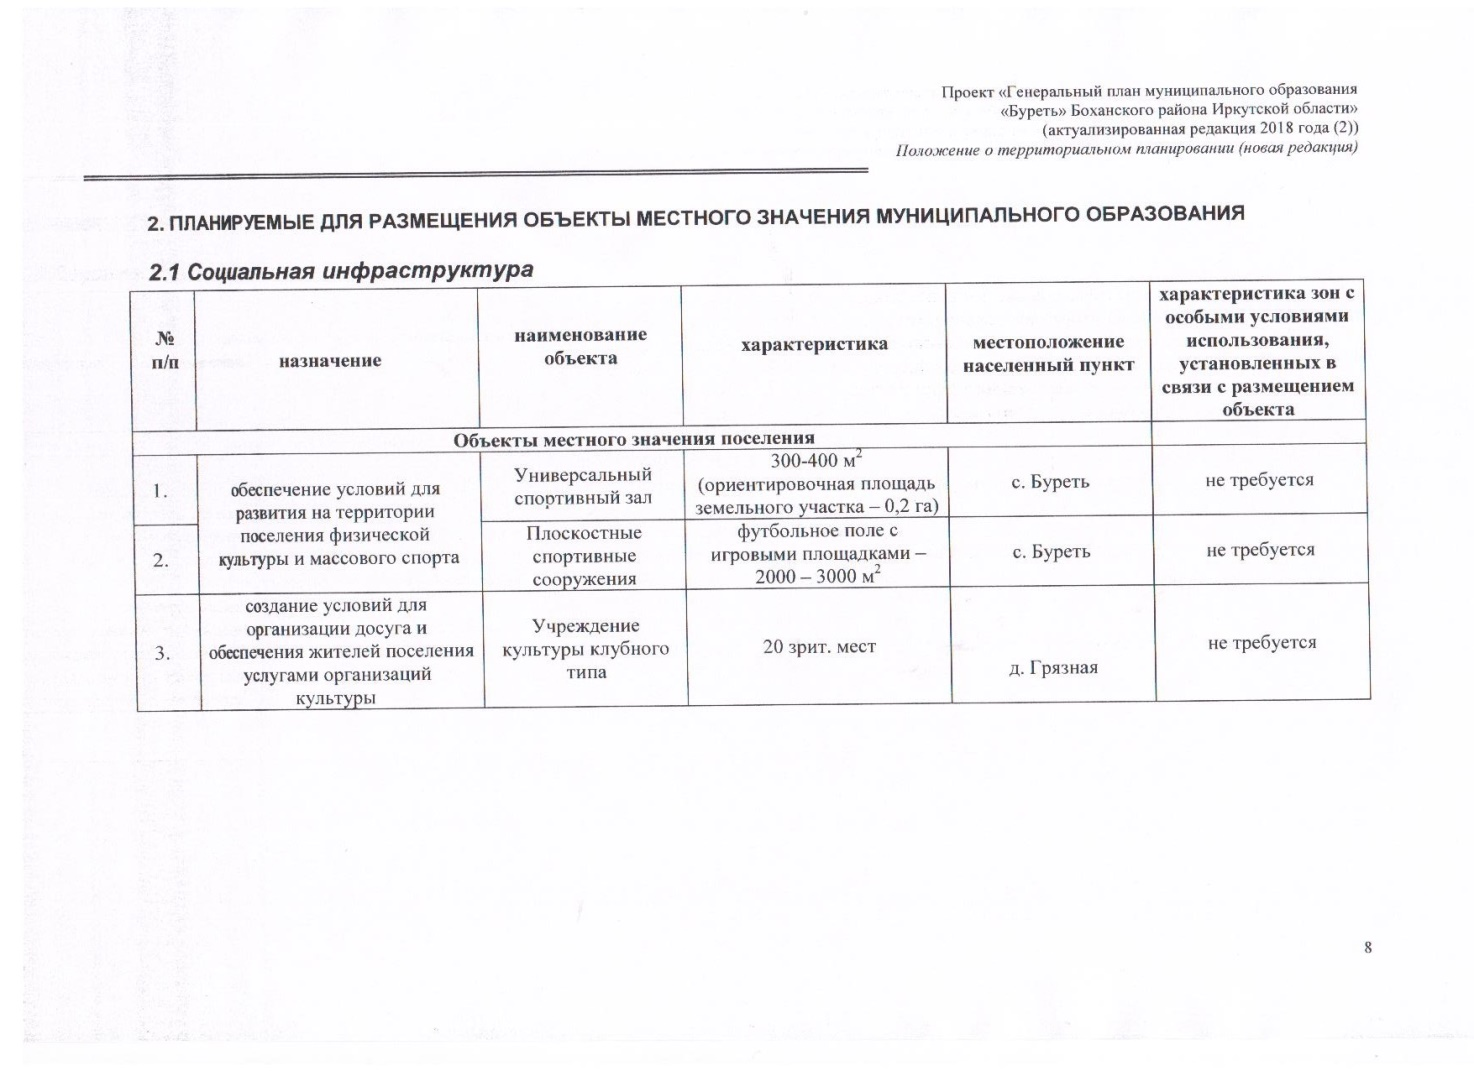 Проект «Генеральный план муниципального образования
«Буреть» Боханского района Иркутской области»
(актуализированная редакция 2018 года (2))
Положение о территориальном планировании (новая редакция)
2. ПЛАНИРУЕМЫЕ ДЛЯ РАЗМЕЩЕНИЯ ОБЪЕКТЫ МЕСТНОГО ЗНАЧЕНИЯ МУНИЦИПАЛЬНОГО ОБРАЗОВАНИЯ
2.1 Социальная инфраструктура
№
п/п
назначение
наименование
объекта
характеристика
местоположение
населенный пункт
характеристика зон с
особыми условиями
использования,
установленных в
связи с размещением
объекта
Объекты местного значения поселения
1.
обеспечение условий для
развития на территории
поселения физической
культуры и массового спорта
Универсальный
спортивный зал
300-400 м²
(ориентировочная площадь
земельного участка – 0,2 га)
с. Буреть
не требуется
2.
Плоскостные
спортивные
сооружения
футбольное поле с
игровыми площадками –
2000 – 3000 м²
с. Буреть
не требуется
3.
создание условий для
организации досуга и
обеспечения жителей поселения
услугами организаций
культуры
Учреждение
культуры клубного
типа
20 зрит. мест
д. Грязная
не требуется
8